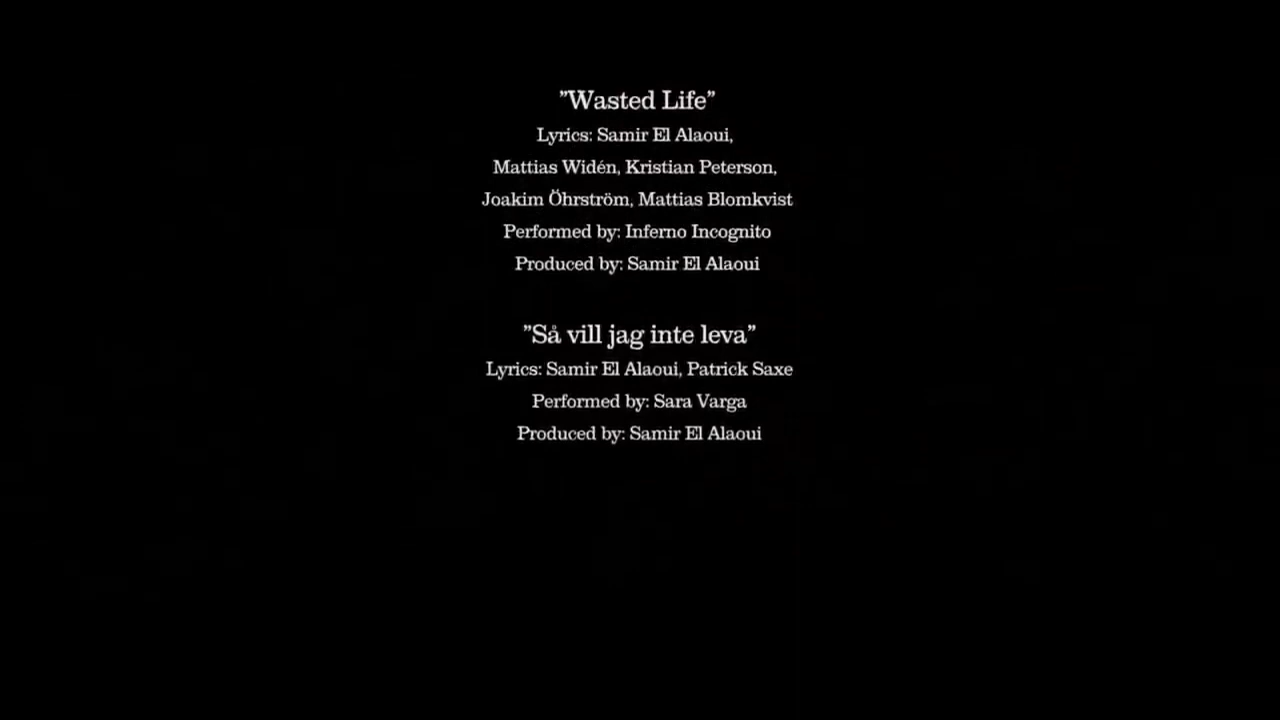 ”Wasted Life”
Lyrics: Samir El Alaoui,
Mattias Widén, Kristian Peterson,
Joakim Öhrström, Mattias Blomkvist
Performed by: Inferno Incognito
Produced by: Samir El Alaoui
”Så vill jag inte leva”
Lyrics: Samir El Alaoui, Patrick Saxe
Performed by: Sara Varga
Produced by: Samir El Alaoui